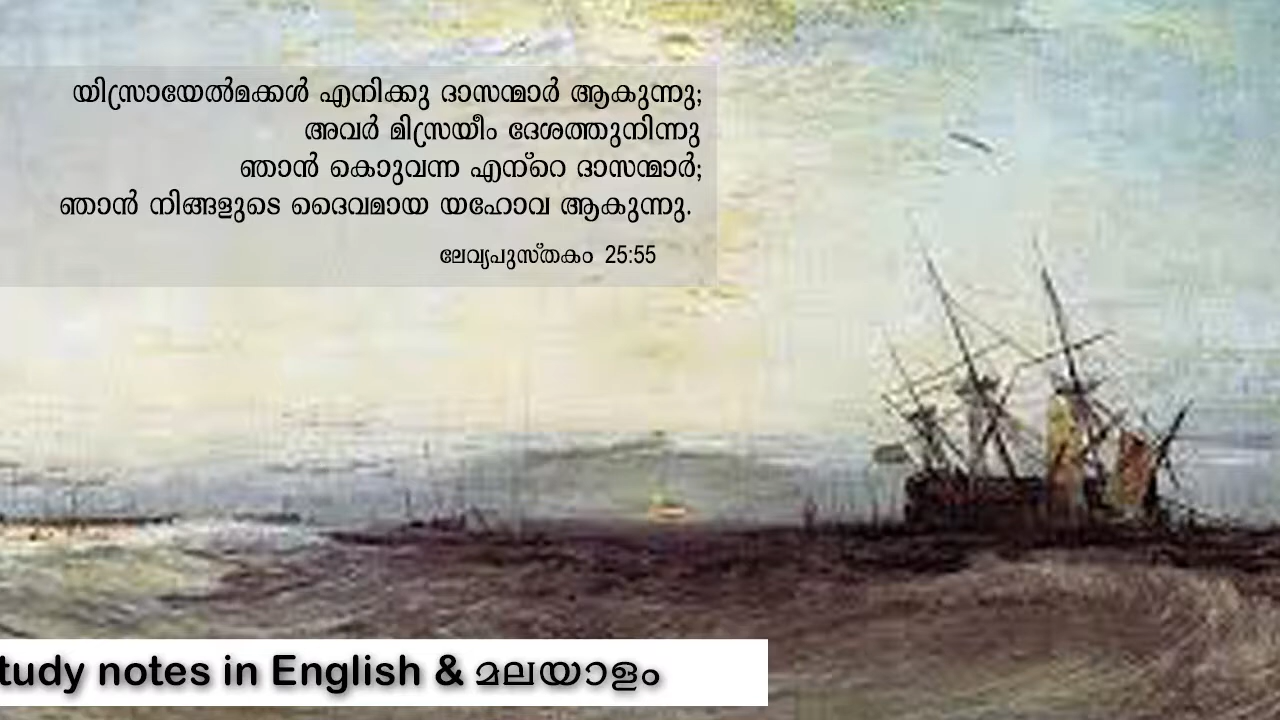 യിസ്രായേൽമക്കൾ എനിക്കു ദാസന്മാർ ആകുന്നു;
അവർ മിസ്രയീം ദേശത്തുനിന്നു
ഞാൻ കൊുവന്ന എന്റെ ദാസന്മാർ;
ഞാൻ നിങ്ങളുടെ ദൈവമായ യഹോവ ആകുന്നു.
ലേവ്യപുസ്തകം 25:55
tudy notes in English & മലയാളം